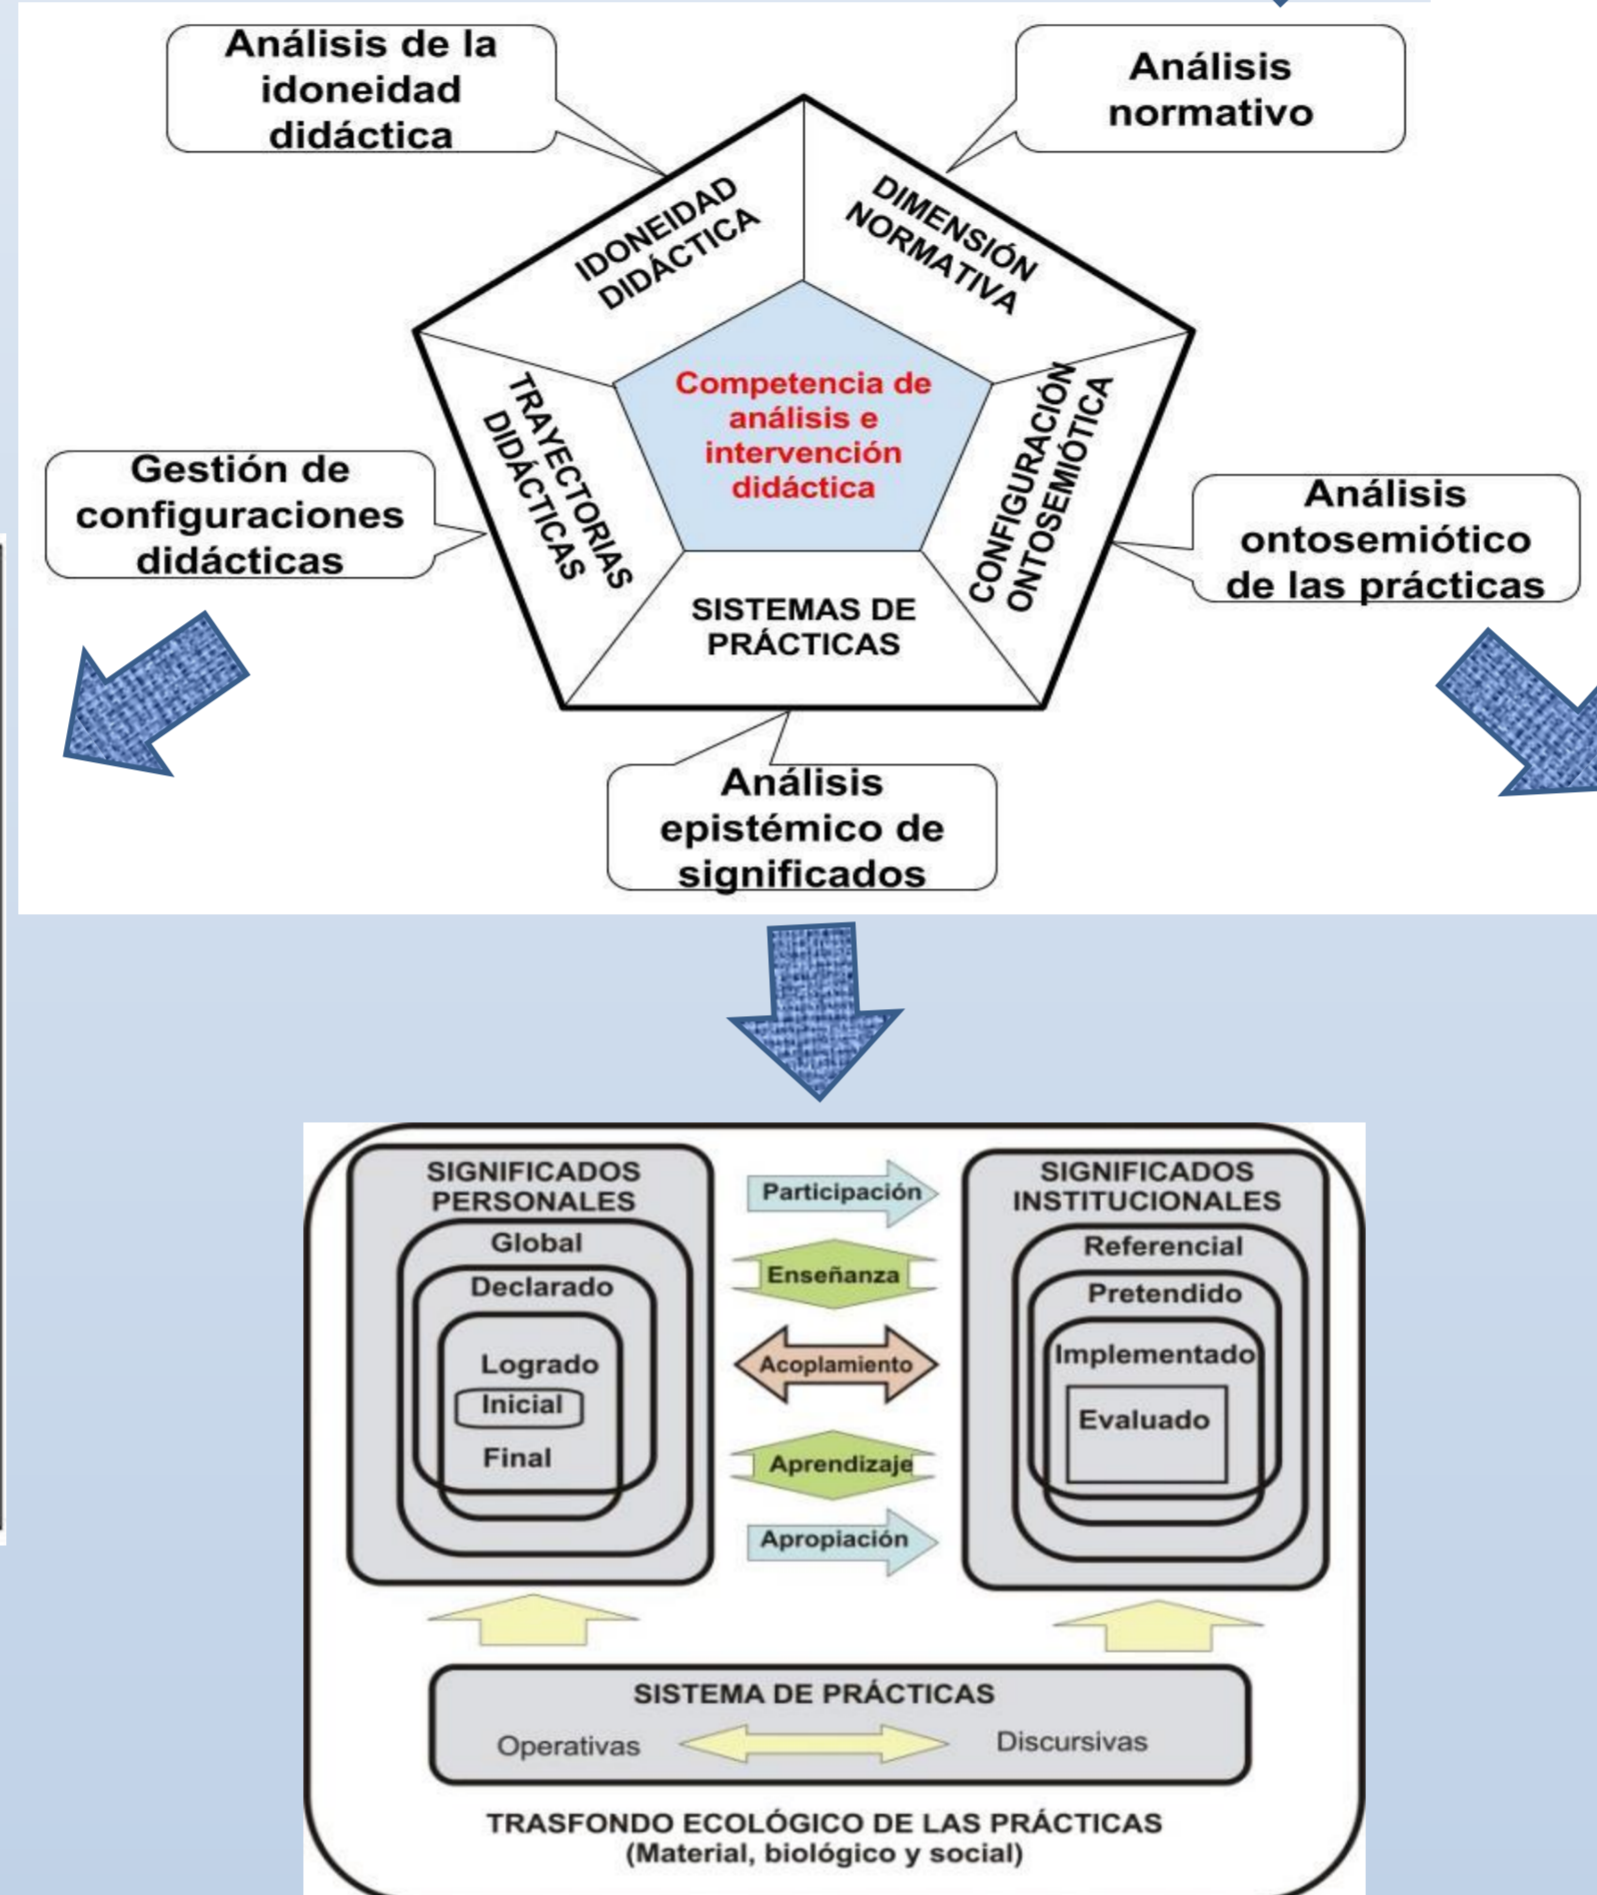 Análisis de la
idoneidad
didáctica
Análisis
normativo
IDONEIDAD
DIDÁCTICA
DIMENSIÓN
NORMATIVA
Competencia de
análisis e
intervención
didáctica
TRAYECTORIAS
DIDÁCTICAS
CONFIGURACIÓN
ONTOSEMIÓTICA
Gestión de
configuraciones
didácticas
Análisis
ontosemiótico
de las prácticas
SISTEMAS DE
PRÁCTICAS
Análisis
epistémico de
significados
SIGNIFICADOS
PERSONALES
Global
Declarado
Logrado
Inicial
Final
Participación
Enseñanza
Acoplamiento
Aprendizaje
Apropiación
SIGNIFICADOS
INSTITUCIONALES
Referencial
Pretendido
Implementado
Evaluado
SISTEMA DE PRÁCTICAS
Operativas
Discursivas
TRASFONDO ECOLÓGICO DE LAS PRÁCTICAS
(Material, biológico y social)